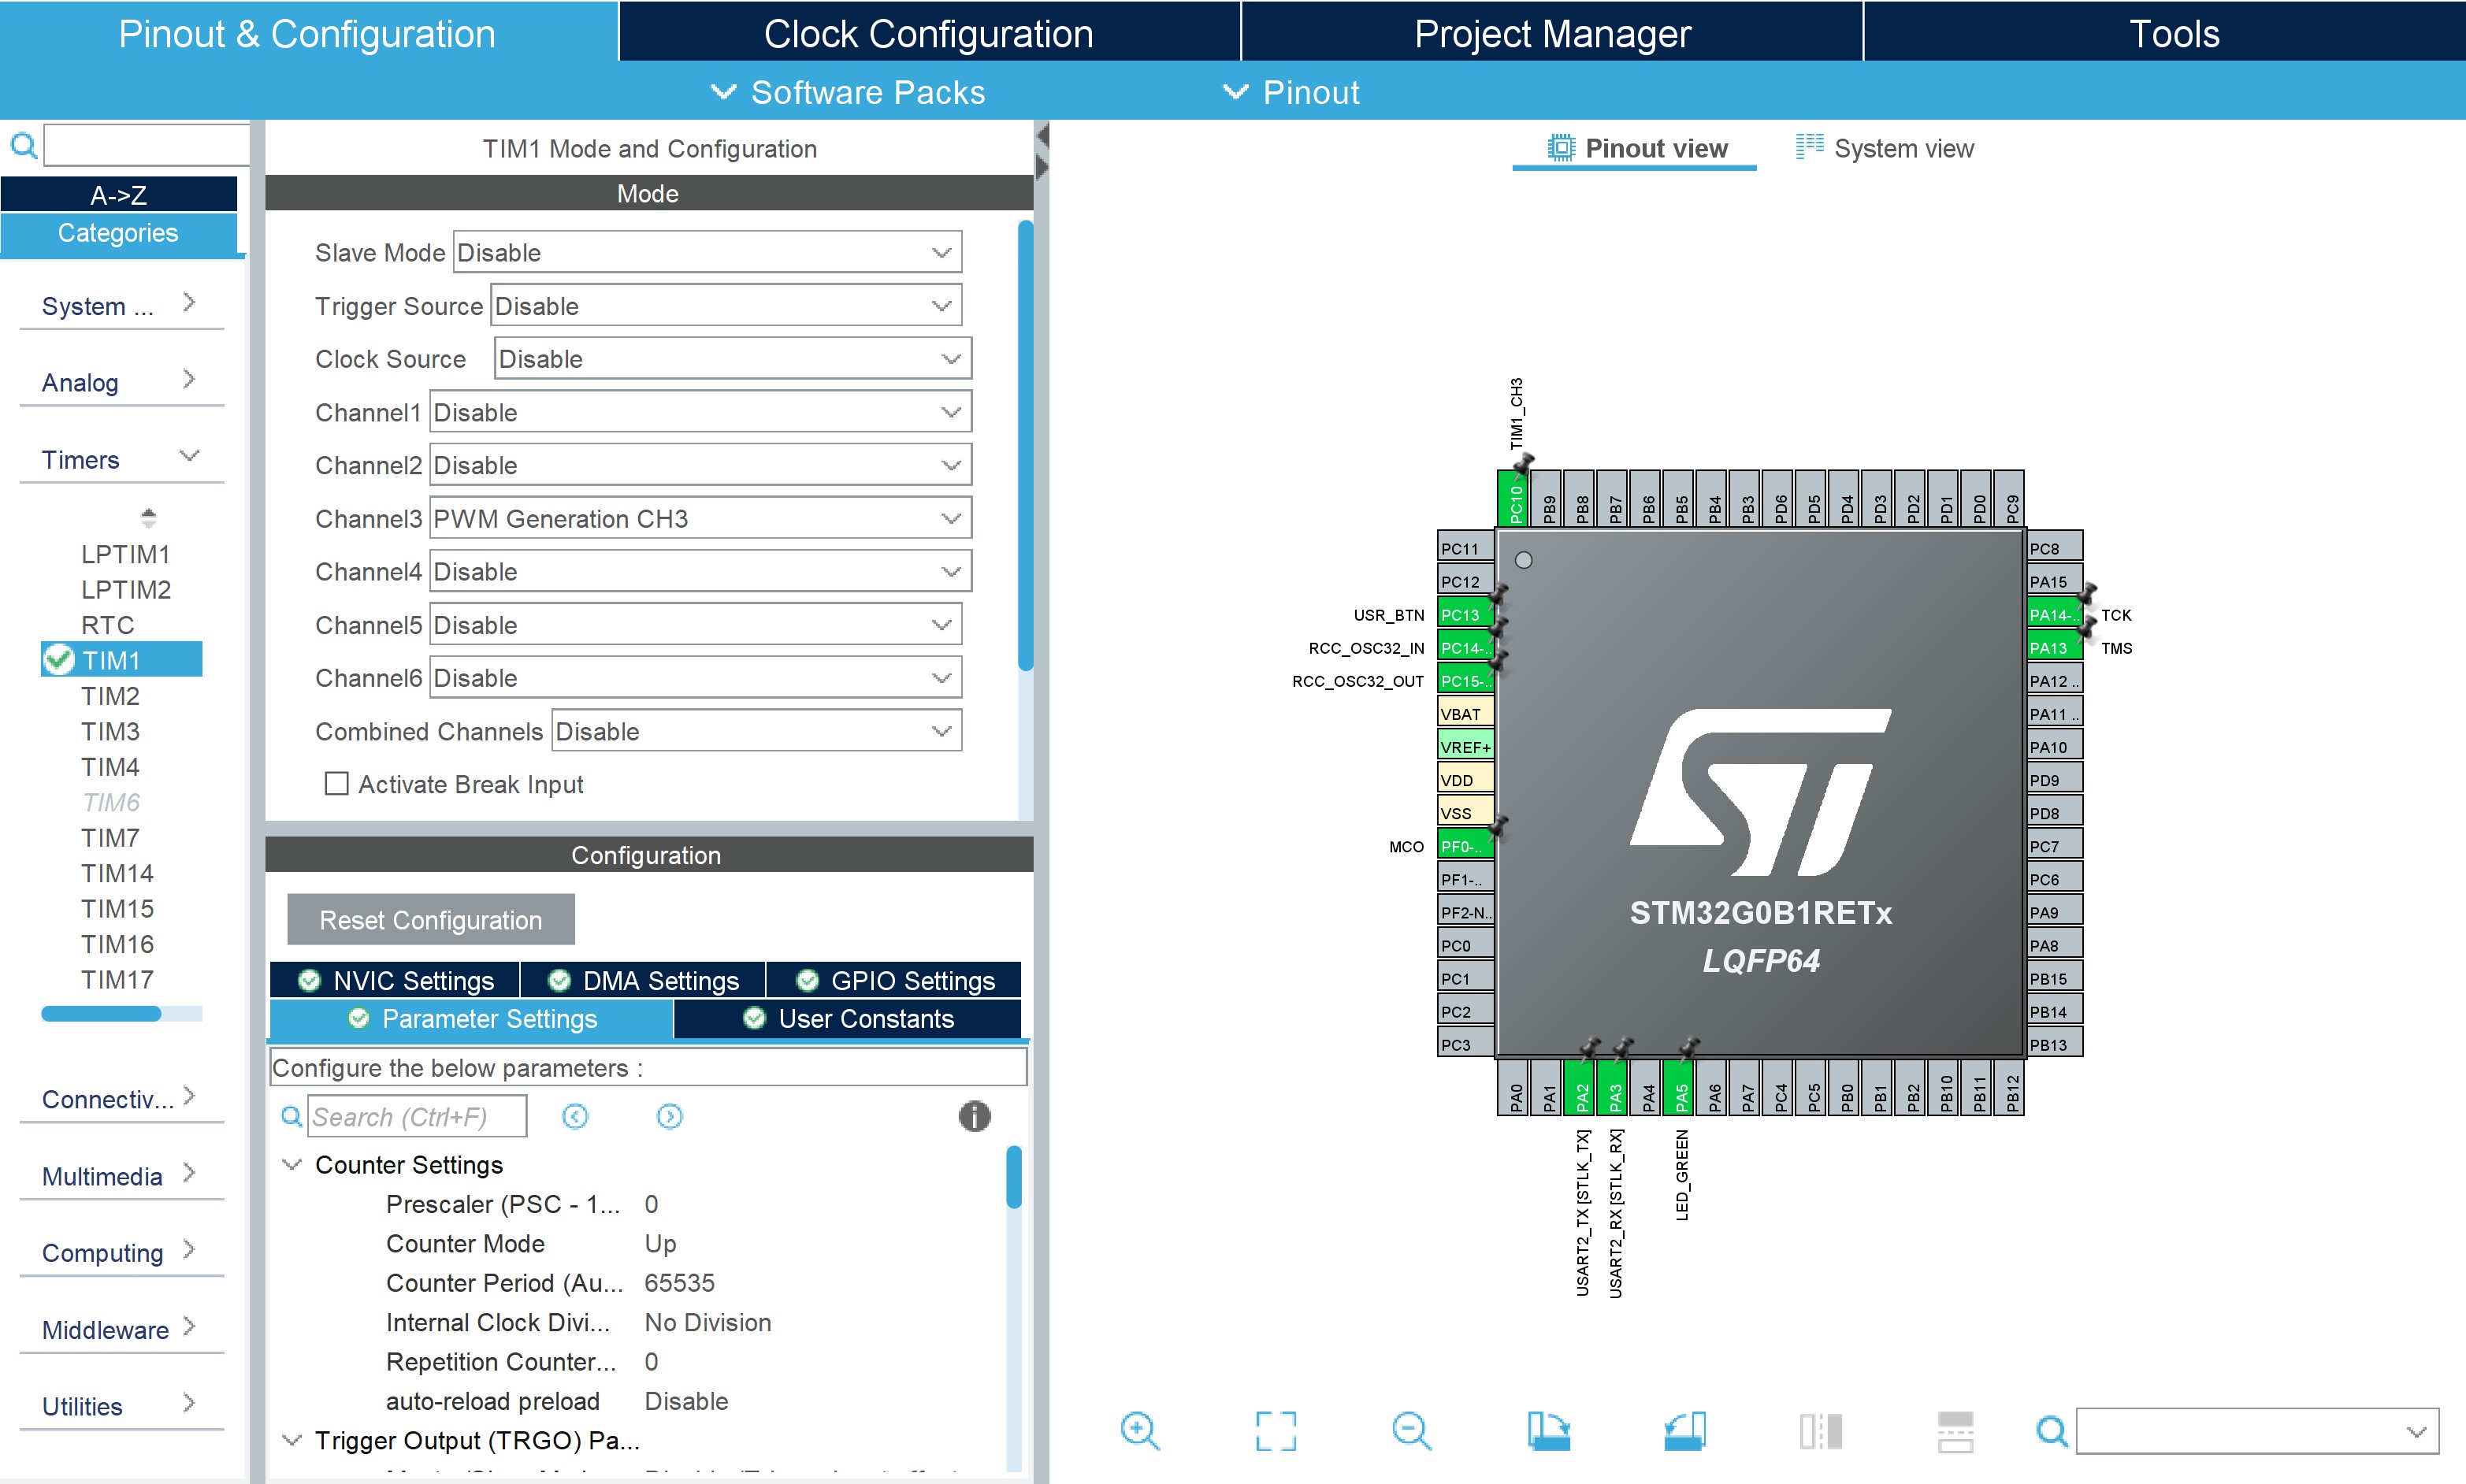 Pinout & Configuration
Clock Configuration
Project Manager
Tools
Software Packs
Pinout
A->Z
Categories
System ...
Analog
Timers
LPTIM1
LPTIM2
RTC
TIM1
TIM2
TIM3
TIM4
TIM6
TIM7
TIM14
TIM15
TIM16
TIM17
Connectiv...
Multimedia
Computing
Middleware
Utilities
TIM1 Mode and Configuration
Mode
Slave Mode Disable
Trigger Source Disable
Clock Source Disable
Channel1 Disable
Channel2 Disable
Channel3 PWM Generation CH3
Channel4 Disable
Channel5 Disable
Channel6 Disable
Combined Channels Disable
Activate Break Input
Configuration
Reset Configuration
NVIC Settings
DMA Settings
GPIO Settings
Parameter Settings
User Constants
Configure the below parameters :
Search (Ctrl+F)
Counter Settings
Prescaler (PSC - 1... 0
Counter Mode Up
Counter Period (Au... 65535
Internal Clock Divi... No Division
Repetition Counter... 0
auto-reload preload Disable
Trigger Output (TRGO) Pa...
Pinout view
System view
TIM1_CH3
PC10
PB9
PB8
PB7
PB6
PB5
PB4
PB3
PD6
PD5
PD4
PD3
PD2
PD1
PD0
PC9
PC11
PC12
USR_BTN PC13
RCC_OSC32_IN PC14-..
RCC_OSC32_OUT PC15-..
VBAT
VREF+
VDD
VSS
MCO PF0-..
PF1-..
PF2-N..
PC0
PC1
PC2
PC3
ST
STM32G0B1RETx
LQFP64
PC8
PA15
PA14-.. TCK
PA13 TMS
PA12 ..
PA11 ..
PA10
PD9
PD8
PC7
PC6
PA9
PA8
PB15
PB14
PB13
PA0
PA1
PA2
PA3
PA4
PA5
PA6
PA7
PC4
PC5
PB0
PB1
PB2
PB10
PB11
PB12
USART2_TX [STLK_TX]
USART2_RX [STLK_RX]
LED_GREEN